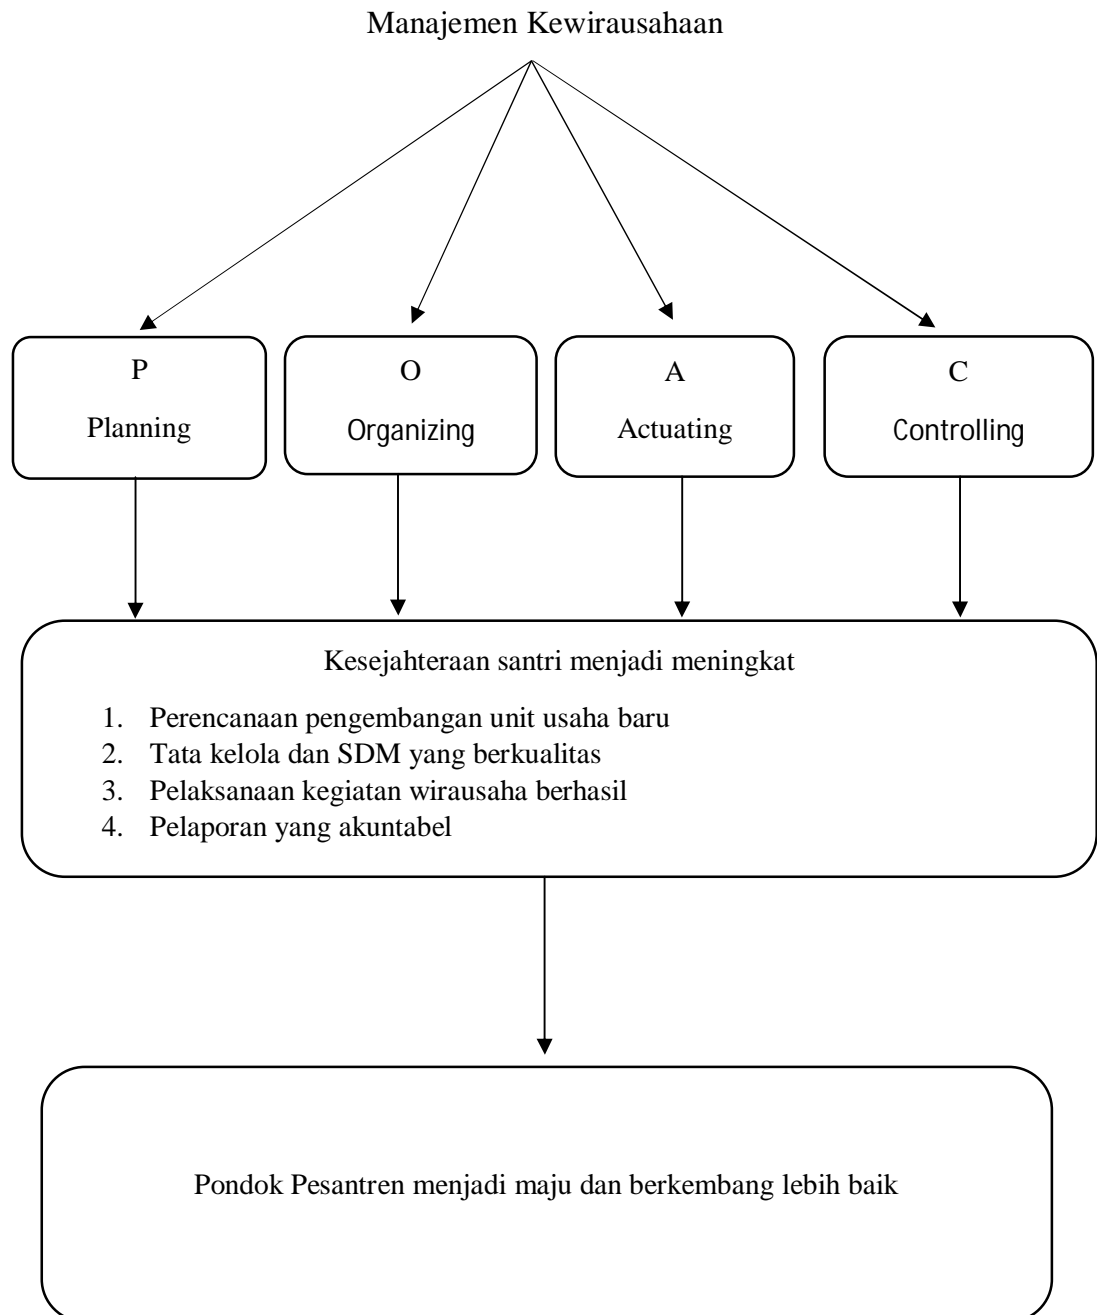 Manajemen Kewirausahaan
P
Planning
O
Organizing
A
Actuating
C
Controlling
Kesejahteraan santri menjadi meningkat
1. Perencanaan pengembangan unit usaha baru
2. Tata kelola dan SDM yang berkualitas
3. Pelaksanaan kegiatan wirausaha berhasil
4. Pelaporan yang akuntabel
Pondok Pesantren menjadi maju dan berkembang lebih baik